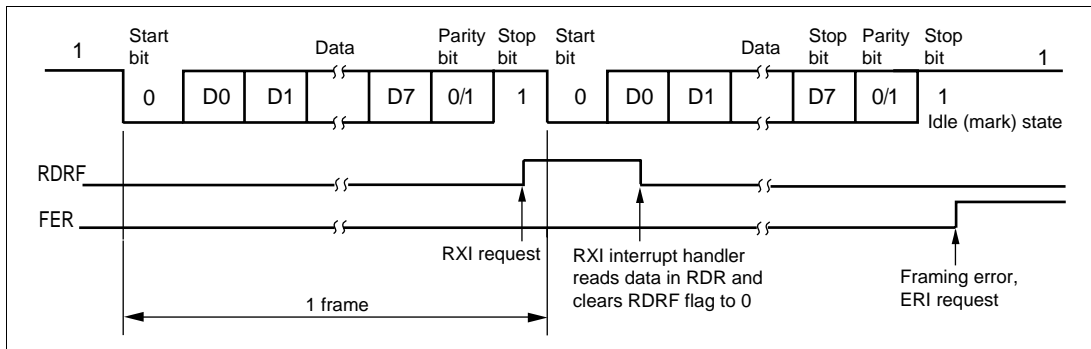 1
Start bit
Data
Parity bit
Stop bit
Start bit
Data
Stop bit
Parity bit
Stop bit
1
0 D0 D1 D7 0/1 1 0 D0 D1 D7 0/1 1
Idle (mark) state
RDRF
FER
RXI request
RXI interrupt handler
reads data in RDR and
clears RDRF flag to 0
Framing error,
ERI request
1 frame